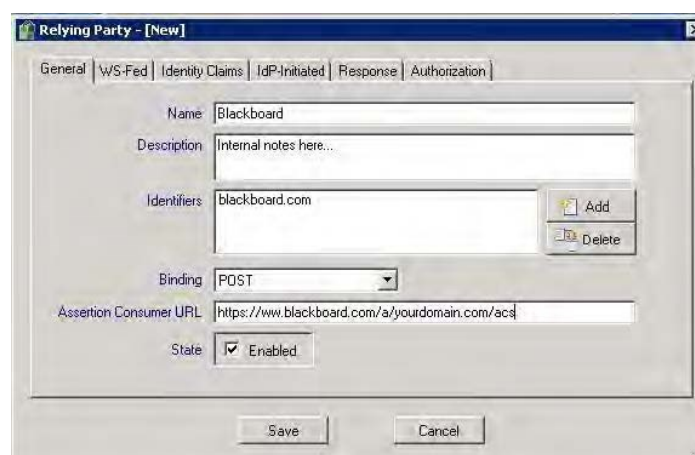 Relying Party - [New]
General WS-Fed Identity Claims IdP-Initiated Response Authorization
Name Blackboard
Description Internal notes here...
Identifiers blackboard.com
Add
Delete
Binding POST
Assertion Consumer URL https://ww.blackboard.com/a/yourdomain.com/acs
State Enabled
Save Cancel